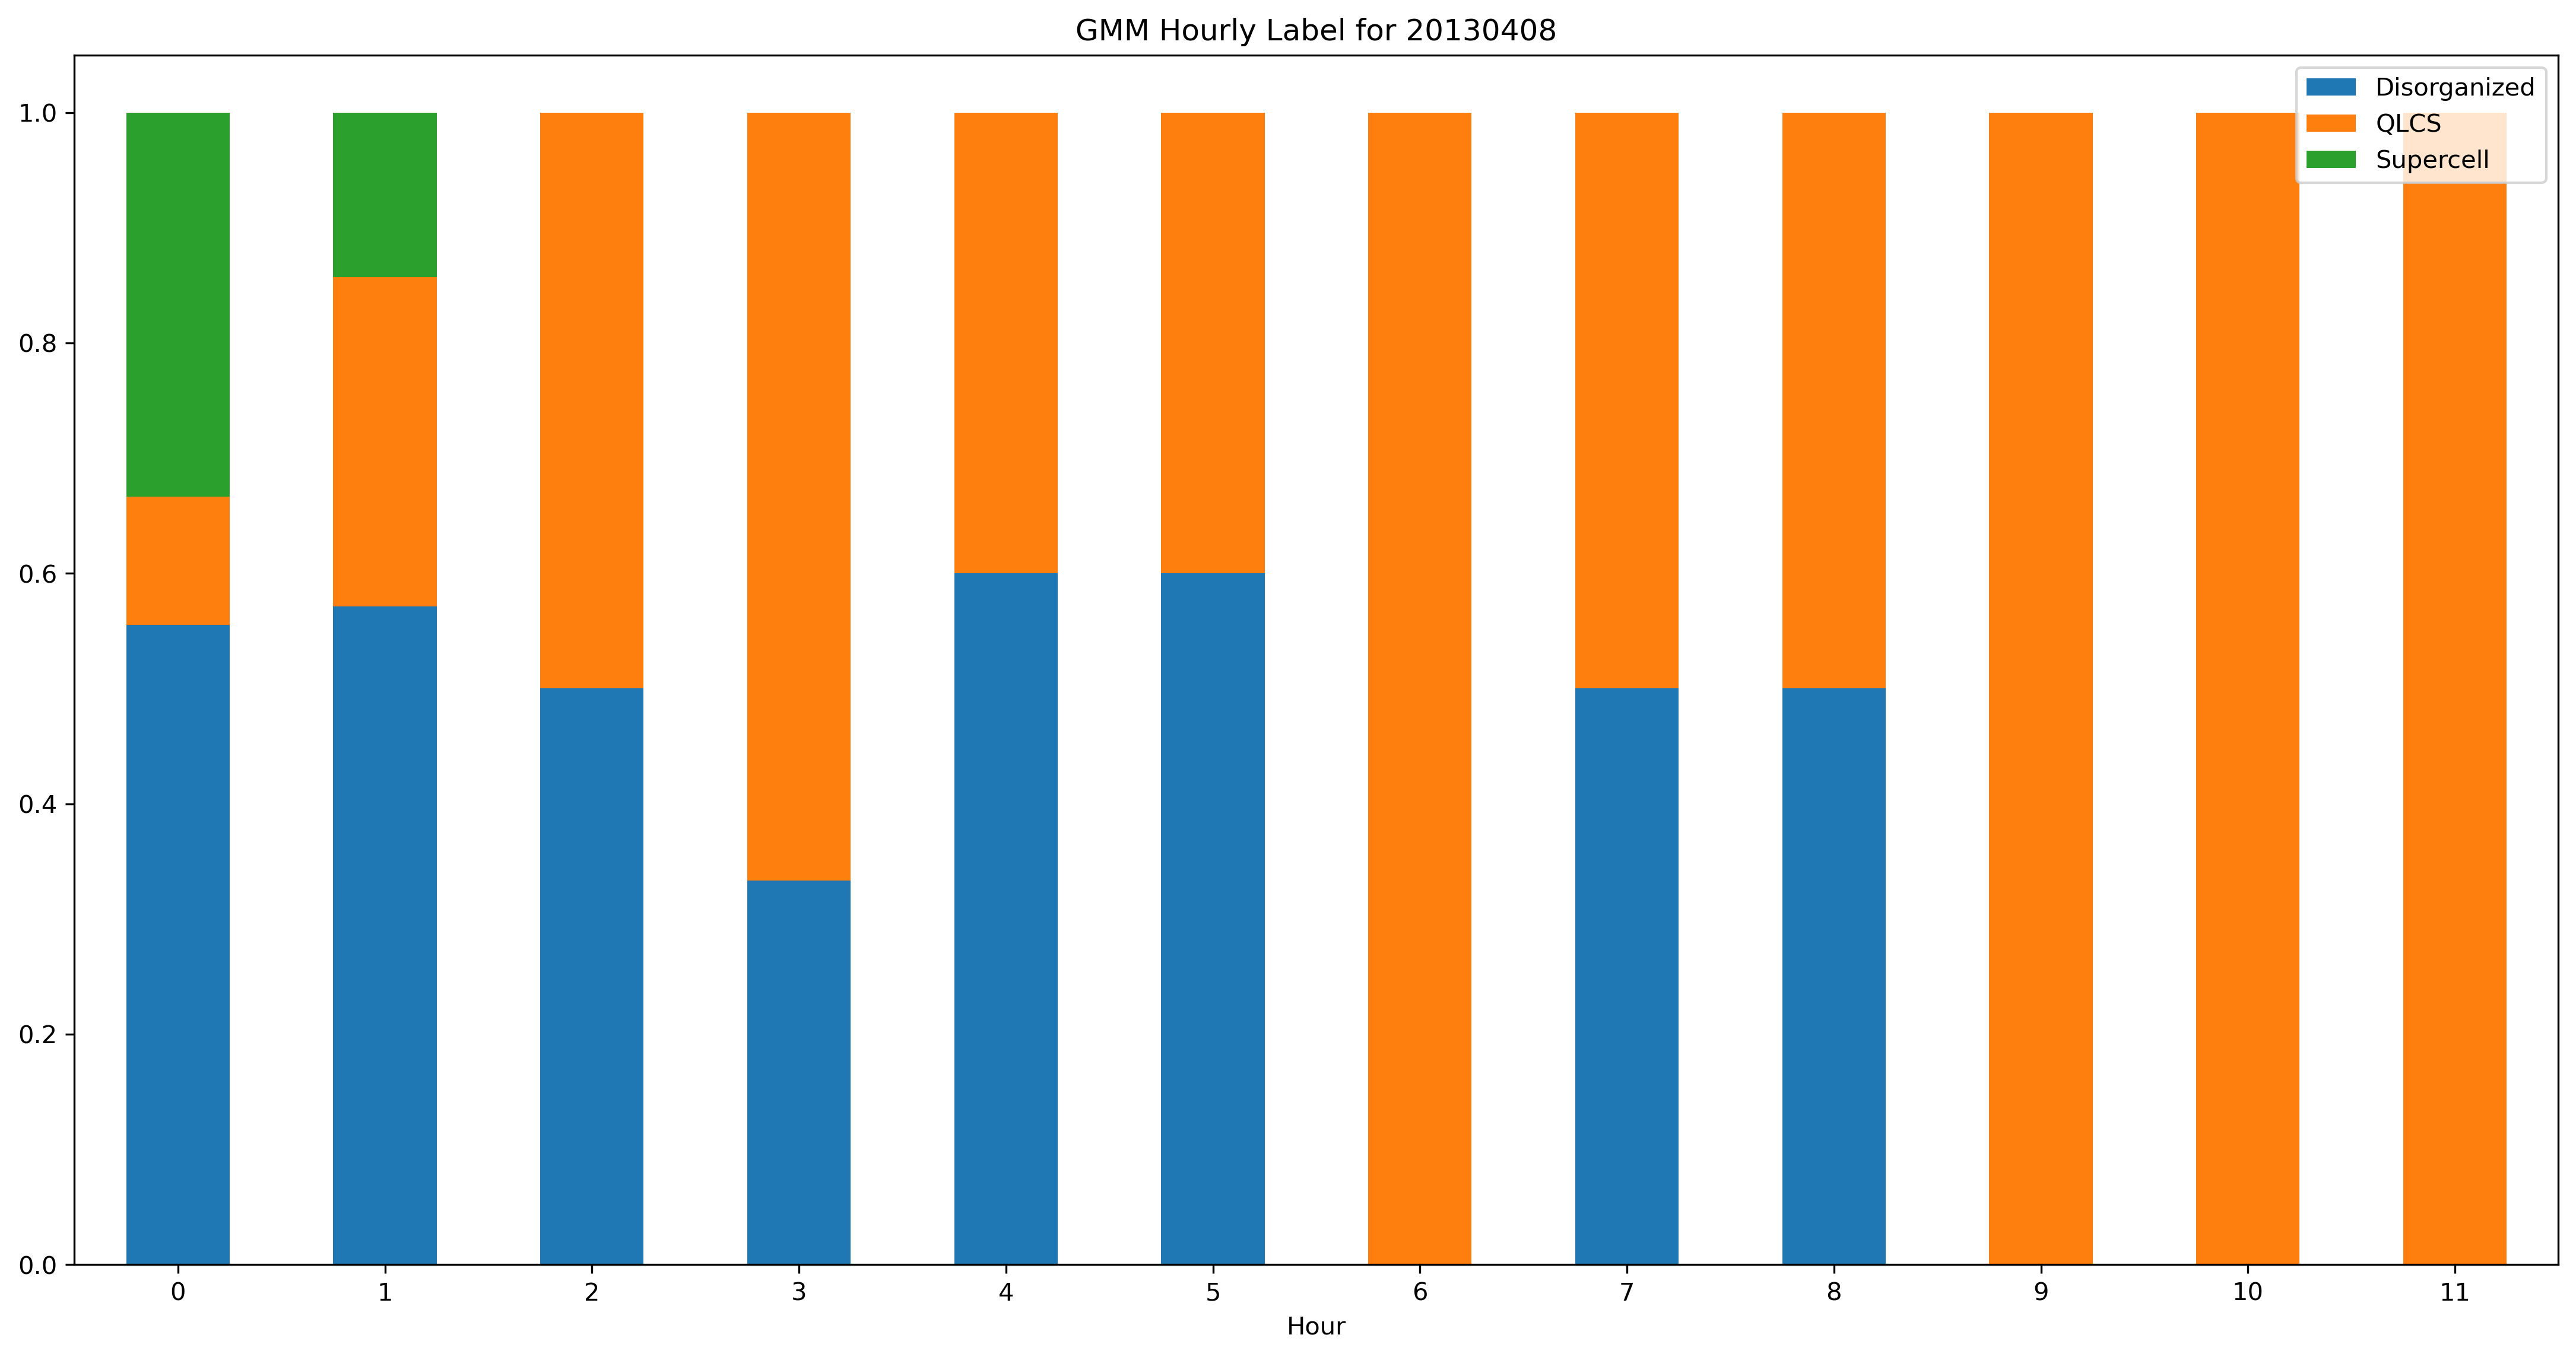 GMM Hourly Label for 20130408
Disorganized
QLCS
Supercell
1.0
0.8
0.6
0.4
0.2
0.0
0 1 2 3 4 5 6 7 8 9 10 11
Hour